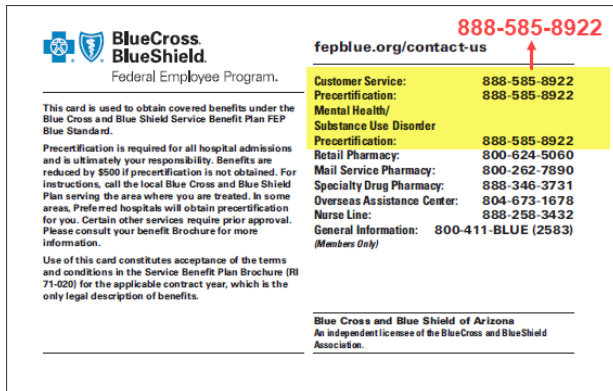 BlueCross.
BlueShield.
Federal Employee Program.
This card is used to obtain covered benefits under the
Blue Cross and Blue Shield Service Benefit Plan FEP
Blue Standard.
Precertification is required for all hospital admissions
and is ultimately your responsibility. Benefits are
reduced by $500 if precertification is not obtained. For
instructions, call the local Blue Cross and Blue Shield
Plan serving the area where you are treated. In some
areas, Preferred hospitals will obtain precertification
for you. Certain other services require prior approval.
Please consult your benefit Brochure for more
information.
Use of this card constitutes acceptance of the terms
and conditions in the Service Benefit Plan Brochure (RI
71-020) for the applicable contract year, which is the
only legal description of benefits.
888-585-8922
fepblue.org/contact-us
Customer Service: 888-585-8922
Precertification: 888-585-8922
Mental Health/
Substance Use Disorder
Precertification: 888-585-8922
Retail Pharmacy: 800-624-5060
Mail Service Pharmacy: 800-262-7890
Specialty Drug Pharmacy: 888-346-3731
Overseas Assistance Center: 804-673-1678
Nurse Line: 888-258-3432
General Information: 800-411-BLUE (2583)
(Members Only)
Blue Cross and Blue Shield of Arizona
An independent licensee of the BlueCross and BlueShield
Association.